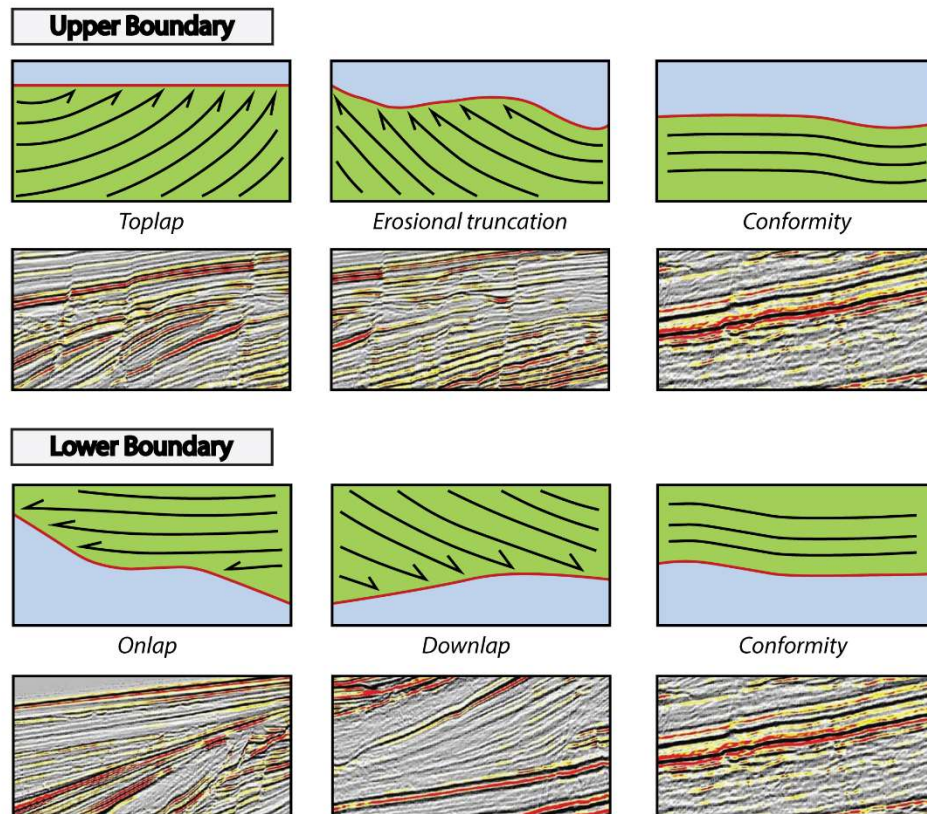 Upper Boundary
Toplap
Erosional truncation
Conformity
Lower Boundary
Onlap
Downlap
Conformity